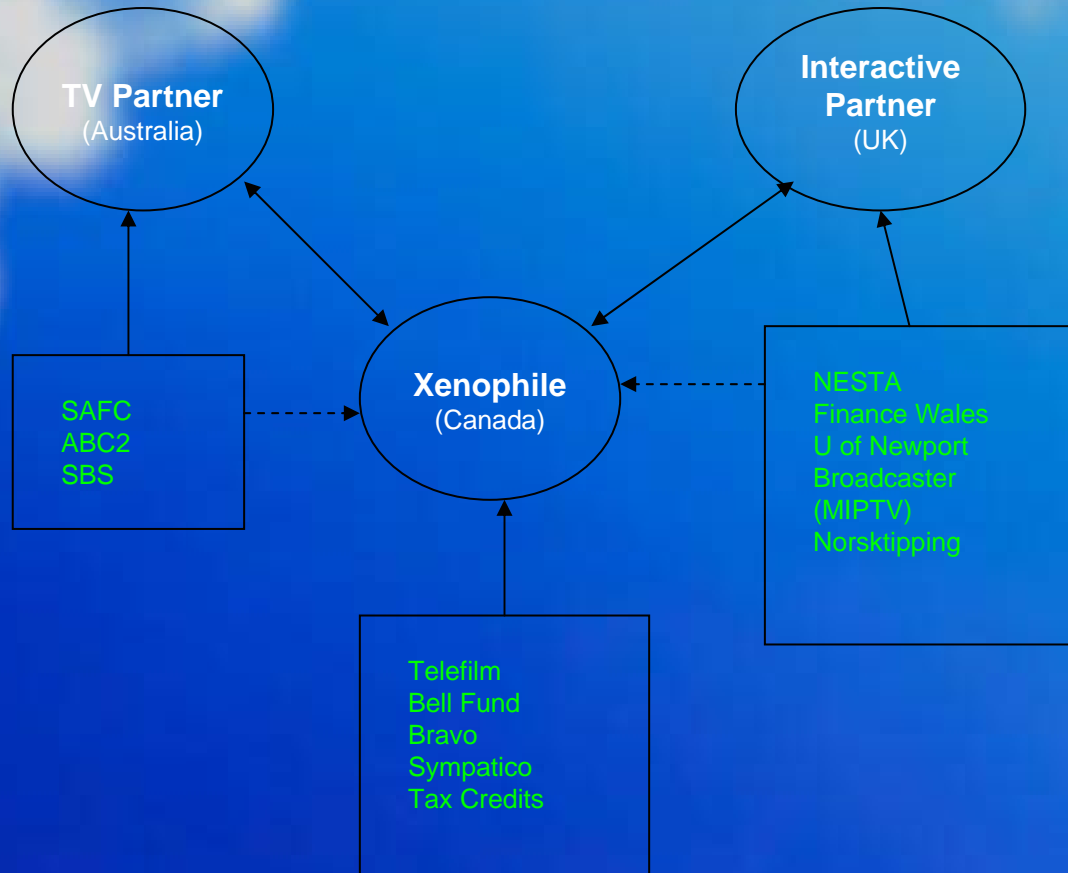 TV Partner
(Australia)
Interactive
Partner
(UK)
Xenophile
(Canada)
SAFC
ABC2
SBS
NESTA
Finance Wales
U of Newport
Broadcaster
(MIPTV)
Norsktipping
Telefilm
Bell Fund
Bravo
Sympatico
Tax Credits